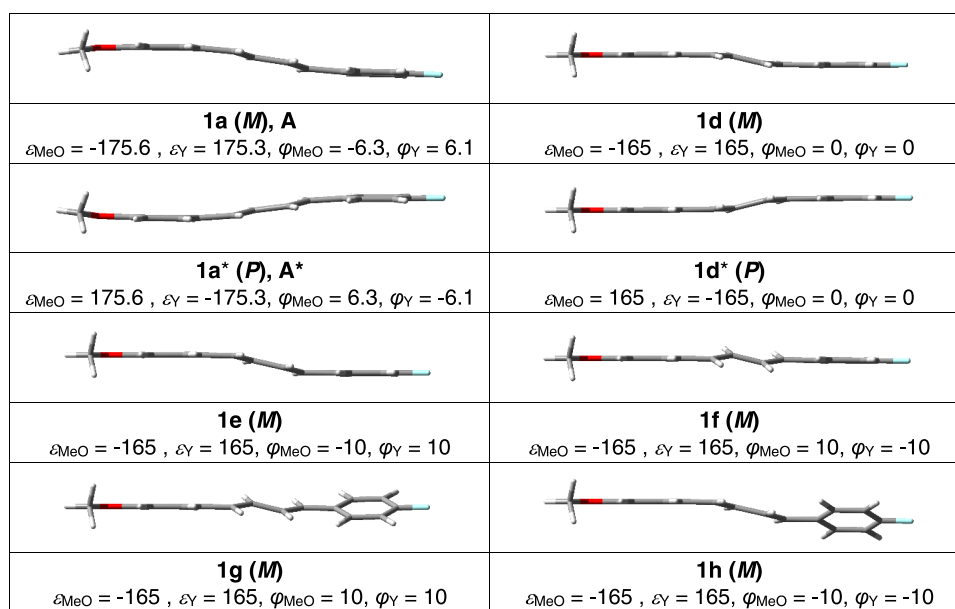 1a (M), A
εMeO = -175.6 , εY = 175.3, φMeO = -6.3, φY = 6.1
1d (M)
εMeO = -165 , εY = 165, φMeO = 0, φY = 0
1a* (P), A*
εMeO = 175.6 , εY = -175.3, φMeO = 6.3, φY = -6.1
1d* (P)
εMeO = 165 , εY = -165, φMeO = 0, φY = 0
1e (M)
εMeO = -165 , εY = 165, φMeO = -10, φY = 10
1f (M)
εMeO = -165 , εY = 165, φMeO = 10, φY = -10
1g (M)
εMeO = -165 , εY = 165, φMeO = 10, φY = 10
1h (M)
εMeO = -165 , εY = 165, φMeO = -10, φY = -10